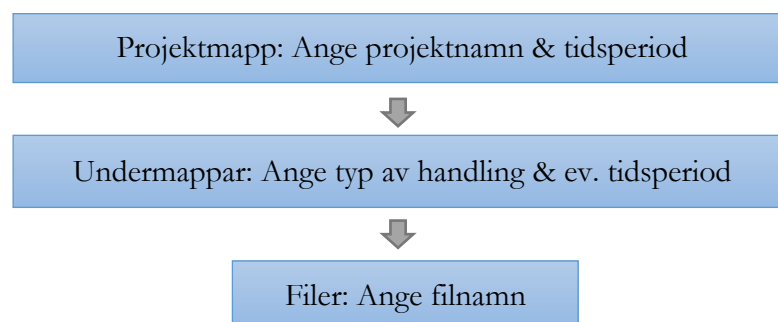 Projektmapp: Ange projektnamn & tidsperiod
Undermappar: Ange typ av handling & ev. tidsperiod
Filer: Ange filnamn